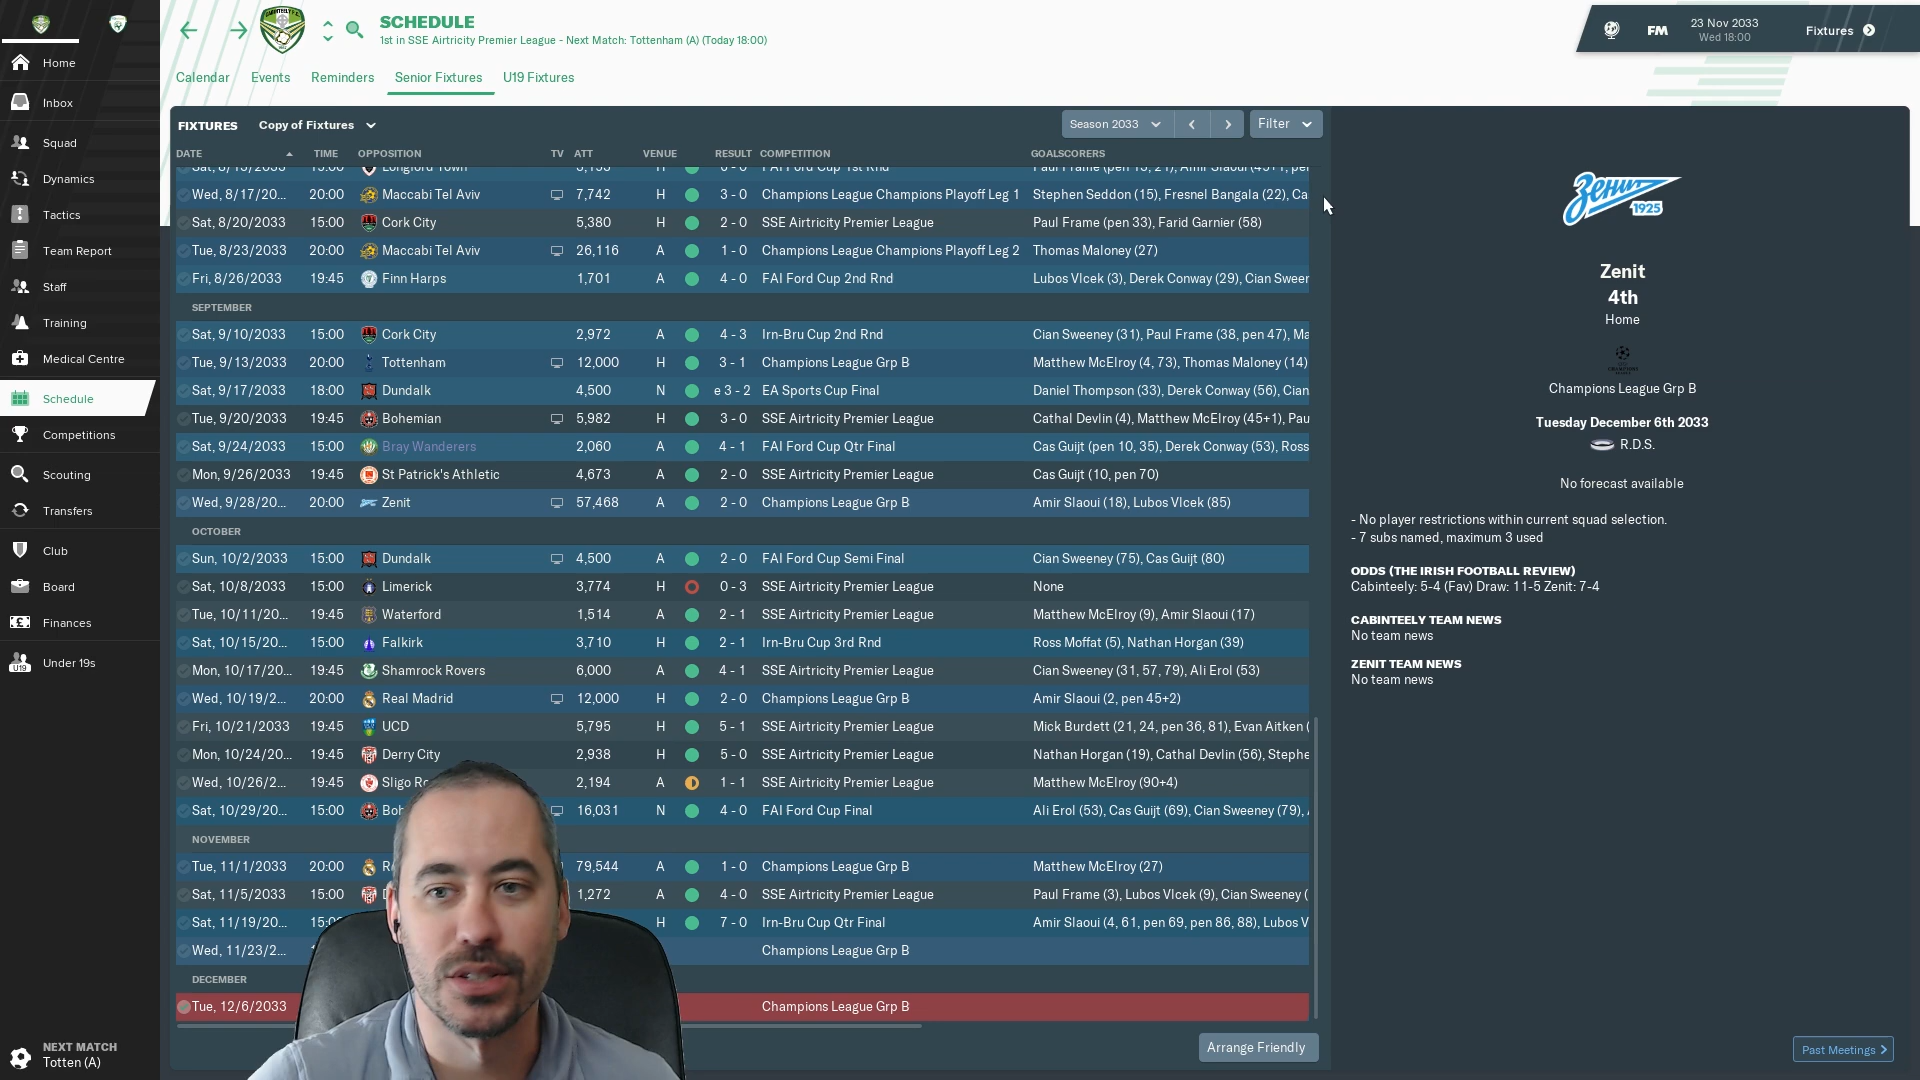 SCHEDULE
1st in SSE Airtricity Premier League - Next Match: Tottenham (A) (Today 18:00)
FM
23 Nov 2033
Wed 18:00
Fixtures
Home
Inbox
Squad
Dynamics
Tactics
Team Report
Staff
Training
Medical Centre
Schedule
Competitions
Scouting
Transfers
Club
Board
Finances
U19
Under 19s
NEXT MATCH
Totten (A)
Calendar Events Reminders Senior Fixtures U19 Fixtures
FIXTURES Copy of Fixtures Season 2033 Filter
DATE TIME OPPOSITION TV ATT VENUE RESULT COMPETITION GOALSCORERS
Wed, 8/17/20... 20:00 Maccabi Tel Aviv 7,742 H 3 - 0 Champions League Champions Playoff Leg 1 Stephen Seddon (15), Fresnel Bangala (22), Ca
Sat, 8/20/2033 15:00 Cork City 5,380 H 2 - 0 SSE Airtricity Premier League Paul Frame (pen 33), Farid Garnier (58)
Tue, 8/23/2033 20:00 Maccabi Tel Aviv 26,116 A 1 - 0 Champions League Champions Playoff Leg 2 Thomas Maloney (27)
Fri, 8/26/2033 19:45 Finn Harps 1,701 A 4 - 0 FAI Ford Cup 2nd Rnd Lubos Vlcek (3), Derek Conway (29), Cian Sweer
SEPTEMBER
Sat, 9/10/2033 15:00 Cork City 2,972 A 4 - 3 Irn-Bru Cup 2nd Rnd Cian Sweeney (31), Paul Frame (38, pen 47), Ma
Tue, 9/13/2033 20:00 Tottenham 12,000 H 3 - 1 Champions League Grp B Matthew McElroy (4, 73), Thomas Maloney (14)
Sat, 9/17/2033 18:00 Dundalk 4,500 N e 3 - 2 EA Sports Cup Final Daniel Thompson (33), Derek Conway (56), Cian
Tue, 9/20/2033 19:45 Bohemian 5,982 H 3 - 0 SSE Airtricity Premier League Cathal Devlin (4), Matthew McElroy (45+1), Pau
Sat, 9/24/2033 15:00 Bray Wanderers 2,060 A 4 - 1 FAI Ford Cup Qtr Final Cas Guijt (pen 10, 35), Derek Conway (53), Ross
Mon, 9/26/2033 19:45 St Patrick's Athletic 4,673 A 2 - 0 SSE Airtricity Premier League Cas Guijt (10, pen 70)
Wed, 9/28/20... 20:00 Zenit 57,468 A 2 - 0 Champions League Grp B Amir Slaoui (18), Lubos Vlcek (85)
OCTOBER
Sun, 10/2/2033 15:00 Dundalk 4,500 A 2 - 0 FAI Ford Cup Semi Final Cian Sweeney (75), Cas Guijt (80)
Sat, 10/8/2033 15:00 Limerick 3,774 H 0 - 3 SSE Airtricity Premier League None
Tue, 10/11/20... 19:45 Waterford 1,514 A 2 - 1 SSE Airtricity Premier League Matthew McElroy (9), Amir Slaoui (17)
Sat, 10/15/20... 15:00 Falkirk 3,710 H 2 - 1 Irn-Bru Cup 3rd Rnd Ross Moffat (5), Nathan Horgan (39)
Mon, 10/17/20... 19:45 Shamrock Rovers 6,000 A 4 - 1 SSE Airtricity Premier League Cian Sweeney (31, 57, 79), Ali Erol (53)
Wed, 10/19/2... 20:00 Real Madrid 12,000 H 2 - 0 Champions League Grp B Amir Slaoui (2, pen 45+2)
Fri, 10/21/2033 19:45 UCD 5,795 H 5 - 1 SSE Airtricity Premier League Mick Burdett (21, 24, pen 36, 81), Evan Aitken (
Mon, 10/24/20... 19:45 Derry City 2,938 H 5 - 0 SSE Airtricity Premier League Nathan Horgan (19), Cathal Devlin (56), Stephe
Wed, 10/26/2... 19:45 Sligo Ro 2,194 A 1 - 1 SSE Airtricity Premier League Matthew McElroy (90+4)
Sat, 10/29/20... 15:00 Boh 16,031 N 4 - 0 FAI Ford Cup Final Ali Erol (53), Cas Guijt (69), Cian Sweeney (79),
NOVEMBER
Tue, 11/1/2033 20:00 R 79,544 A 1 - 0 Champions League Grp B Matthew McElroy (27)
Sat, 11/5/2033 15:00 1,272 A 4 - 0 SSE Airtricity Premier League Paul Frame (3), Lubos Vlcek (9), Cian Sweeney (
Sat, 11/19/20... 15:0 H 7 - 0 Irn-Bru Cup Qtr Final Amir Slaoui (4, 61, pen 69, pen 86, 88), Lubos V
Wed, 11/23/2... Champions League Grp B
DECEMBER
Tue, 12/6/2033 Champions League Grp B
Arrange Friendly
Зенит
1925
Zenit
4th
Home
Champions League Grp B
Tuesday December 6th 2033
R.D.S.
No forecast available
- No player restrictions within current squad selection.
- 7 subs named, maximum 3 used
ODDS (THE IRISH FOOTBALL REVIEW)
Cabinteely: 5-4 (Fav) Draw: 11-5 Zenit: 7-4
CABINTEELY TEAM NEWS
No team news
ZENIT TEAM NEWS
No team news
Past Meetings